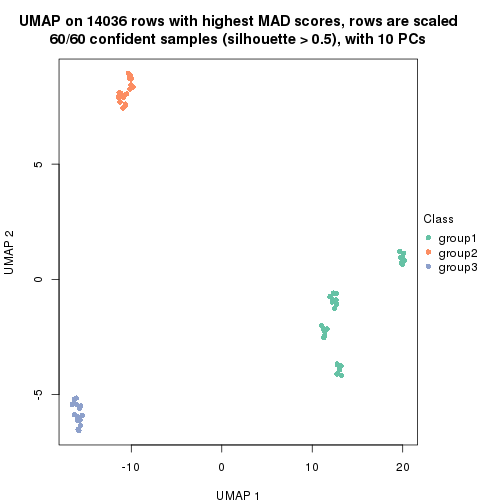 UMAP on 14036 rows with highest MAD scores, rows are scaled
60/60 confident samples (silhouette > 0.5), with 10 PCs
UMAP 2
5
0
-5
-10
0
10
20
UMAP 1
Class
group1
group2
group3